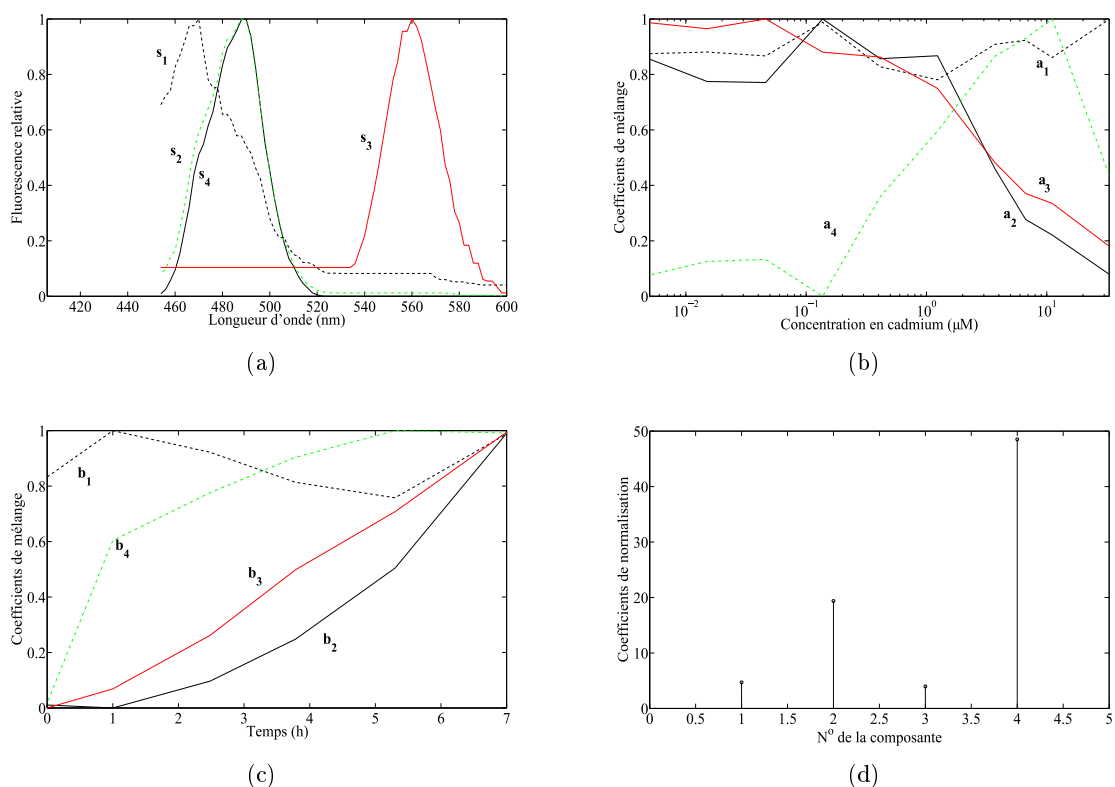 1
0.8
0.6
0.4
0.2
0
Fluorescence relative
s1
s2
s4
s3
420 440 460 480 500 520 540 560 580 600
Longueur d'onde (nm)
(a)
1
0.8
0.6
0.4
0.2
0
Coefficients de mélange
a1
a3
a2
a4
10−2 10−1 100 101
Concentration en cadmium (µM)
(b)
1
0.8
0.6
0.4
0.2
0
Coefficients de mélange
b1
b4
b3
b2
0 1 2 3 4 5 6 7
Temps (h)
(c)
50
40
30
20
10
0
Coefficients de normalisation
0 0.5 1 1.5 2 2.5 3 3.5 4 4.5 5
No de la composante
(d)